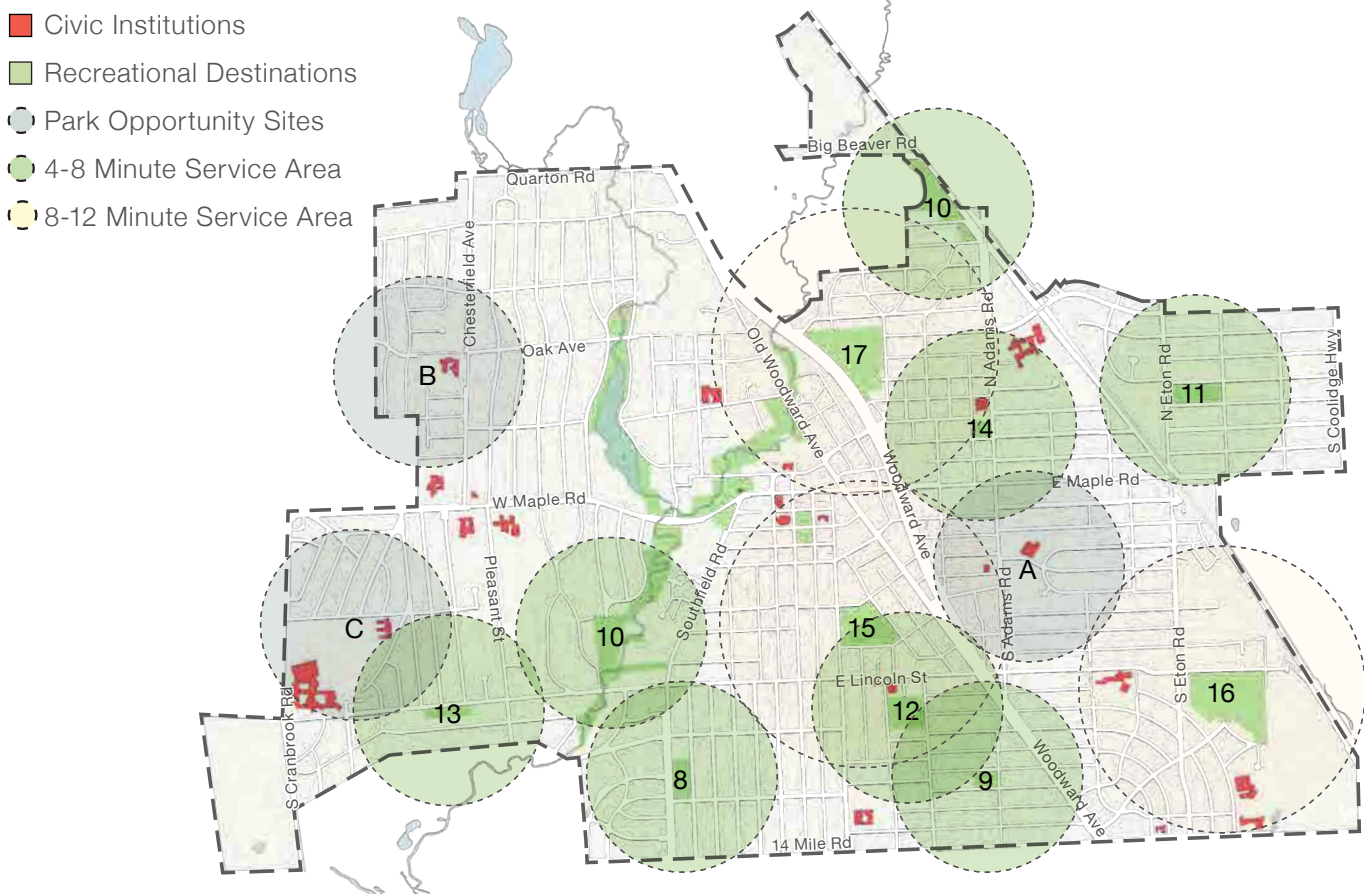 Civic Institutions
Recreational Destinations
Park Opportunity Sites
4-8 Minute Service Area
8-12 Minute Service Area
Big Beaver Rd
Quarton Rd
10
Chesterfield Ave
N Adams Rd
Old Woodward Ave
Oak Ave
17
B
N Eton Rd
11
S Coolidge Hwy
14
Woodward Ave
E Maple Rd
W Maple Rd
A
Pleasant St
Southfield Rd
S Adams Rd
C
10
15
E Lincoln St
S Eton Rd
16
13
12
S Cranbrook Rd
8
9
Woodward Ave
14 Mile Rd